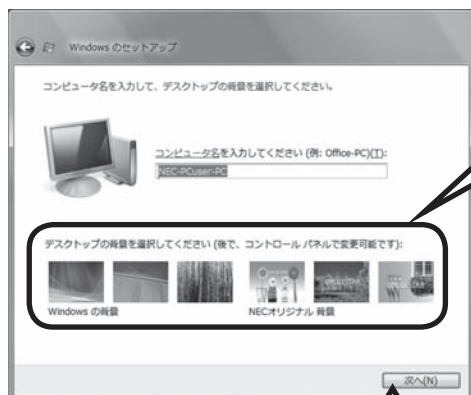 Windows のセットアップ
コンピュータ名を入力して、デスクトップの背景を選択してください。
コンピュータ名を入力してください (例: Office-PC)(T):
NEC-PCuser-PC
デスクトップの背景を選択してください (後で、コントロール パネルで変更可能です):
Windows の背景
NECオリジナル 背景
次へ(N)